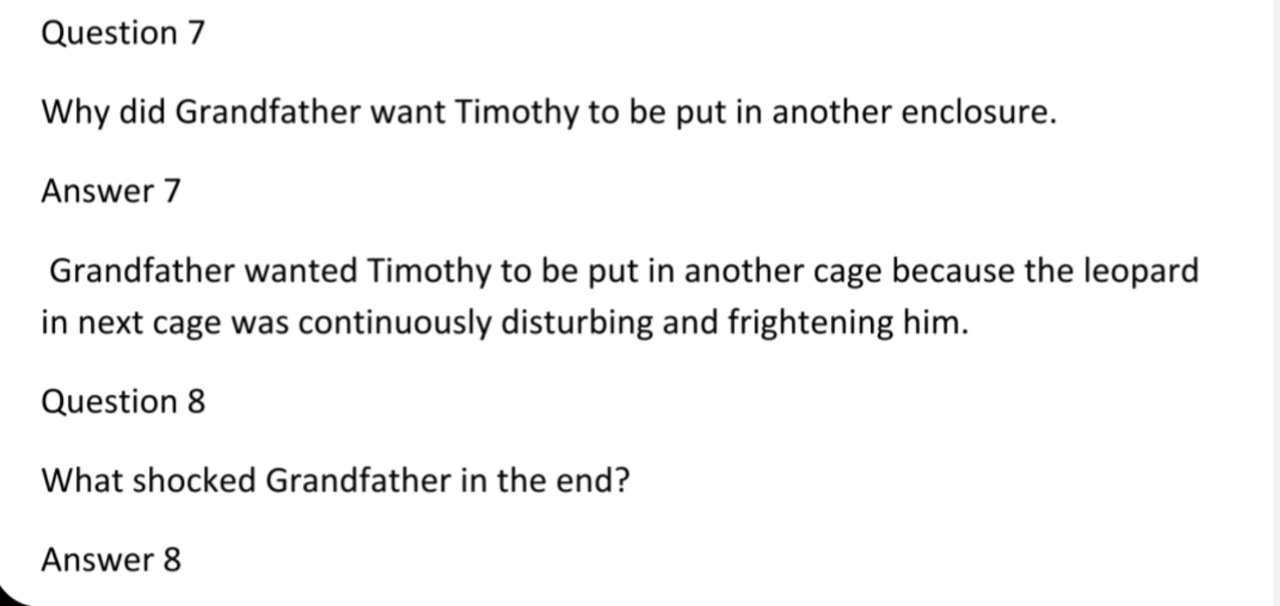 Question 7
Why did Grandfather want Timothy to be put in another enclosure.
Answer 7
Grandfather wanted Timothy to be put in another cage because the leopard
in next cage was continuously disturbing and frightening him.
Question 8
What shocked Grandfather in the end?
Answer 8